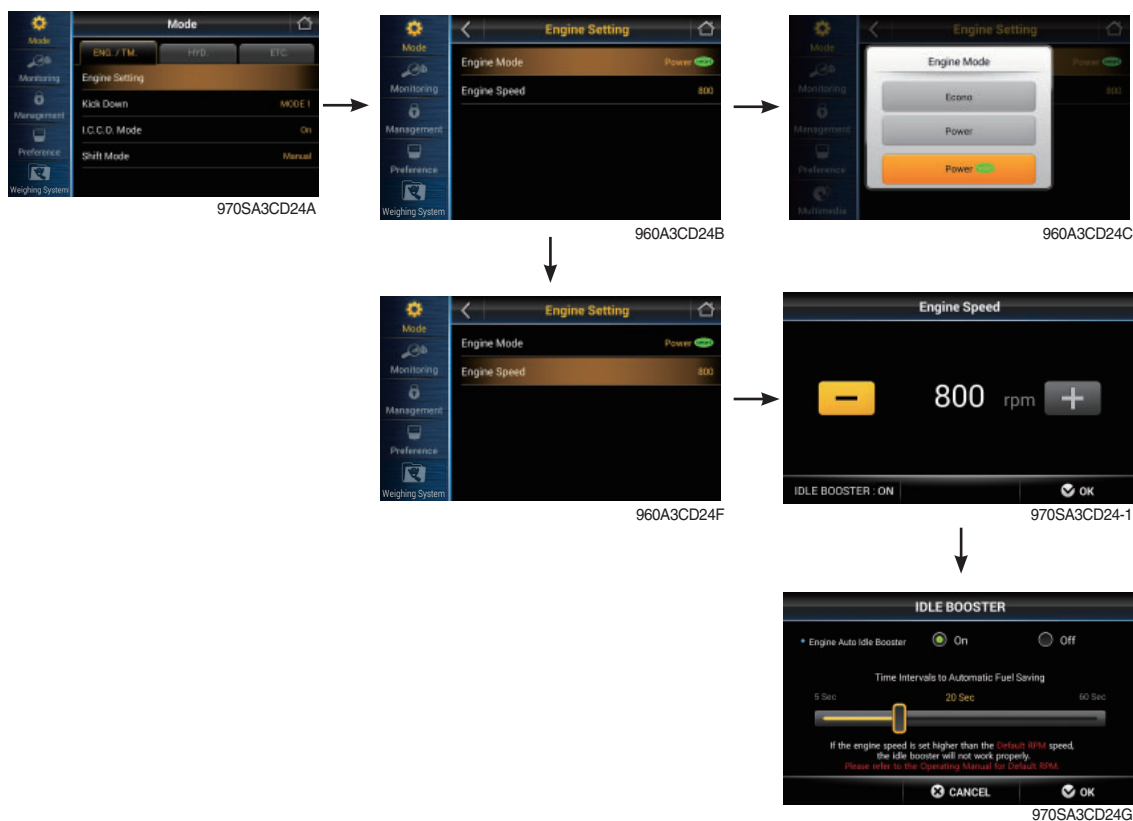 Mode
Mode
Monitoring
Management
Preference
Weighing System
ENG. / TM.
HYD.
ETC.
Engine Setting
Kick Down
MODE 1
I.C.C.O. Mode
On
Shift Mode
Manual
970SA3CD24A
Mode
Monitoring
Management
Preference
Weighing System
Engine Setting
Engine Mode
Power
Engine Speed
800
960A3CD24B
Mode
Monitoring
Management
Preference
Multimedia
Engine Setting
Power
800
Engine Mode
Econo
Power
Power
960A3CD24C
Mode
Monitoring
Management
Preference
Weighing System
Engine Setting
Engine Mode
Power
Engine Speed
800
960A3CD24F
Engine Speed
800 rpm
IDLE BOOSTER : ON
OK
970SA3CD24-1
IDLE BOOSTER
Engine Auto Idle Booster
On
Off
Time Intervals to Automatic Fuel Saving
5 Sec
20 Sec
60 Sec
If the engine speed is set higher than the Default RPM speed,
the idle booster will not work properly.
Please refer to the Operating Manual for Default RPM.
CANCEL
OK
970SA3CD24G